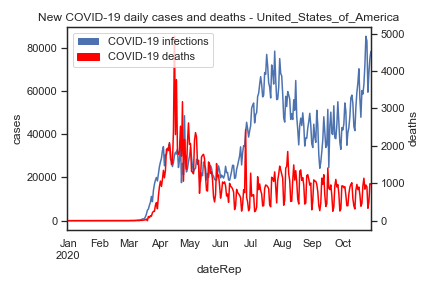 New COVID-19 daily cases and deaths - United_States_of_America
COVID-19 infections
COVID-19 deaths
cases
80000
60000
40000
20000
0
5000
4000
3000
2000
1000
0
deaths
Jan Feb Mar Apr May Jun Jul Aug Sep Oct
2020
dateRep